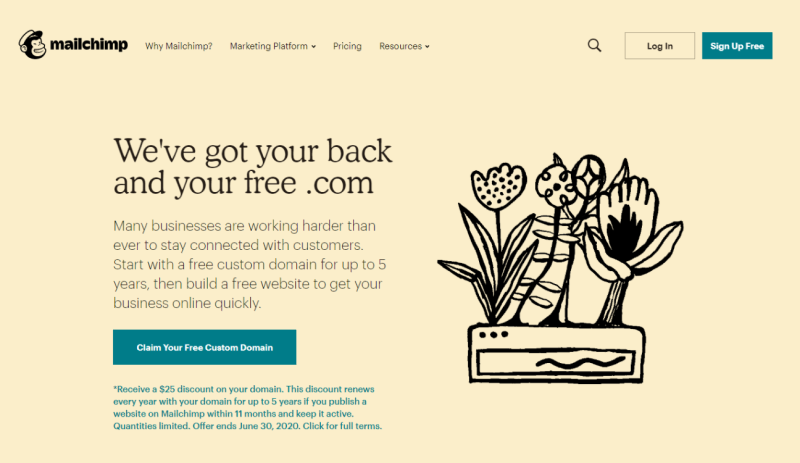 mailchimp Why Mailchimp? Marketing Platform Pricing Resources Log In Sign Up Free
We've got your back
and your free .com
Many businesses are working harder than
ever to stay connected with customers.
Start with a free custom domain for up to 5
years, then build a free website to get your
business online quickly.
Claim Your Free Custom Domain
*Receive a $25 discount on your domain. This discount renews
every year with your domain for up to 5 years if you publish a
website on Mailchimp within 11 months and keep it active.
Quantities limited. Offer ends June 30, 2020. Click for full terms.